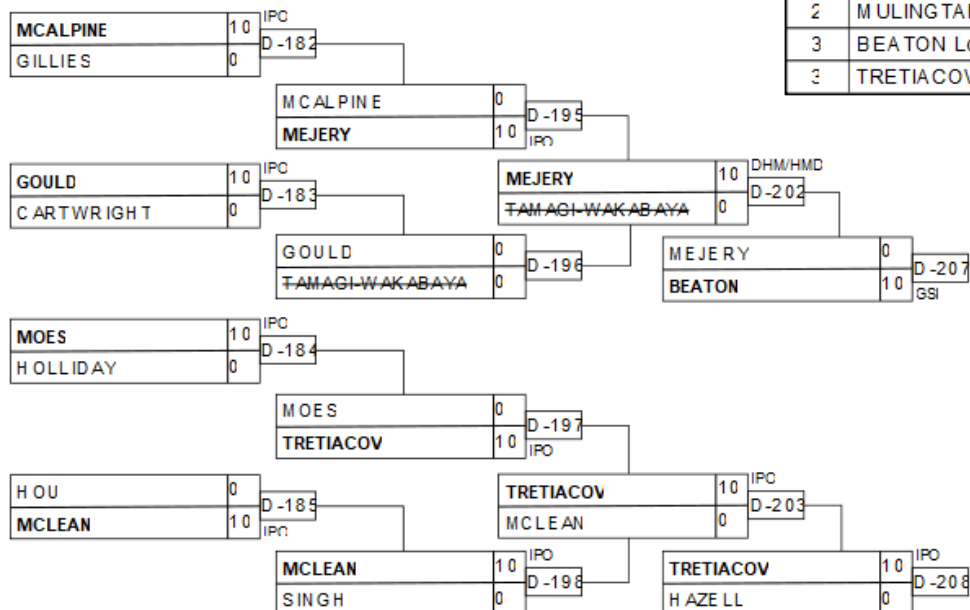 2 MULINGTA
3 BEATON L
3 TRETIACOV
MCALPINE 10 IPO
D-182
GILLIES 0
MCALPINE 0
D-195
MEJERY 10 IPO
GOULD 10 IPO
D-183
CARTWRIGHT 0
MEJERY 10 DHM/HMD
D-202
TAMAGI-WAKABAYA 0
GOULD 0
D-196
TAMAGI-WAKABAYA 0
MEJERY 0
D-207
BEATON 10 GSI
MOES 10 IPO
D-184
HOLLIDAY 0
MOES 0
D-197
TRETIACOV 10 IPO
HOU 0
D-185
MCLEAN 10 IPO
TRETIACOV 10 IPO
D-203
MCLEAN 0
MCLEAN 10 IPO
D-198
SINGH 0
TRETIACOV 10 IPO
D-208
HAZELL 0